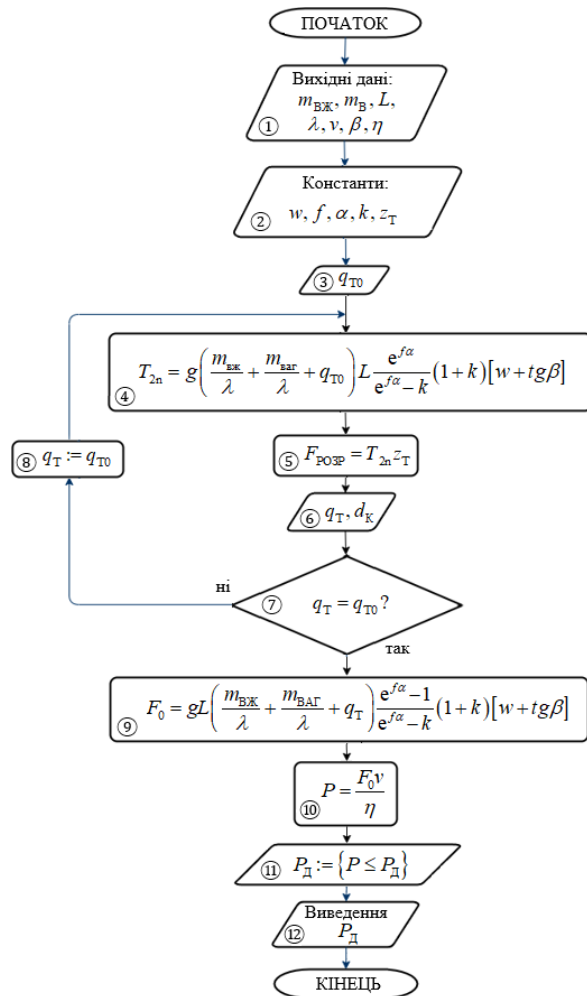 ПОЧАТОК
Вихідні дані:
m_ВЖ, m_В, L,
① λ, ν, β, η
Константи:
② w, f, α, k, z_Т
③ q_Т0
④ T_2п = g(m_вж/λ + m_ваг/λ + q_Т0) L e^{fα}/(e^{fα} − k) (1 + k)[w + tgβ]
⑧ q_Т := q_Т0
⑤ F_РОЗР = T_2п z_Т
⑥ q_Т, d_К
ні
⑦ q_Т = q_Т0 ?
так
⑨ F_0 = gL(m_ВЖ/λ + m_ВАГ/λ + q_Т) (e^{fα} − 1)/(e^{fα} − k) (1 + k)[w + tgβ]
⑩ P = F_0 ν/η
⑪ P_Д := {P ≤ P_Д}
Виведення
⑫ P_Д
КІНЕЦЬ